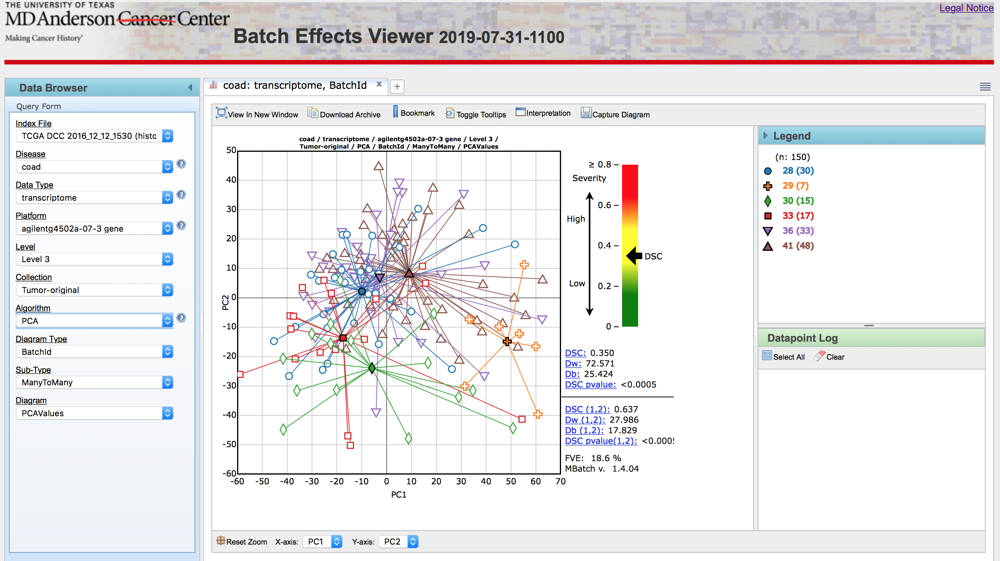 THE UNIVERSITY OF TEXAS
MD Anderson Cancer Center
Making Cancer History®
Batch Effects Viewer 2019-07-31-1100
Legal Notice
Data Browser
Query Form
Index File
TCGA DCC 2016_12_12_1530 (histo
Disease
coad
Data Type
transcriptome
Platform
agilentg4502a-07-3 gene
Level
Level 3
Collection
Tumor-original
Algorithm
PCA
Diagram Type
BatchId
Sub-Type
ManyToMany
Diagram
PCAValues
coad: transcriptome, BatchId x +
View In New Window Download Archive Bookmark Toggle Tooltips Interpretation Capture Diagram
coad / transcriptome / agilentg4502a-07-3 gene / Level 3 /
Tumor-original / PCA / BatchId / ManyToMany / PCAValues
50
40
30
20
10
0
-10
-20
-30
-40
-50
-60
PC2
-60 -50 -40 -30 -20 -10 0 10 20 30 40 50 60 70
PC1
≥ 0.8
Severity
0.6
High
0.4
DSC
Low
0.2
0
DSC: 0.350
Dw: 72.571
Db: 25.424
DSC pvalue: <0.0005
DSC (1,2): 0.637
Dw (1,2): 27.986
Db (1,2): 17.829
DSC pvalue(1,2): <0.000
FVE: 18.6 %
MBatch v. 1.4.04
Legend
(n: 150)
28 (30)
29 (7)
30 (15)
33 (17)
36 (33)
41 (48)
Datapoint Log
Select All Clear
Reset Zoom X-axis: PC1 Y-axis: PC2